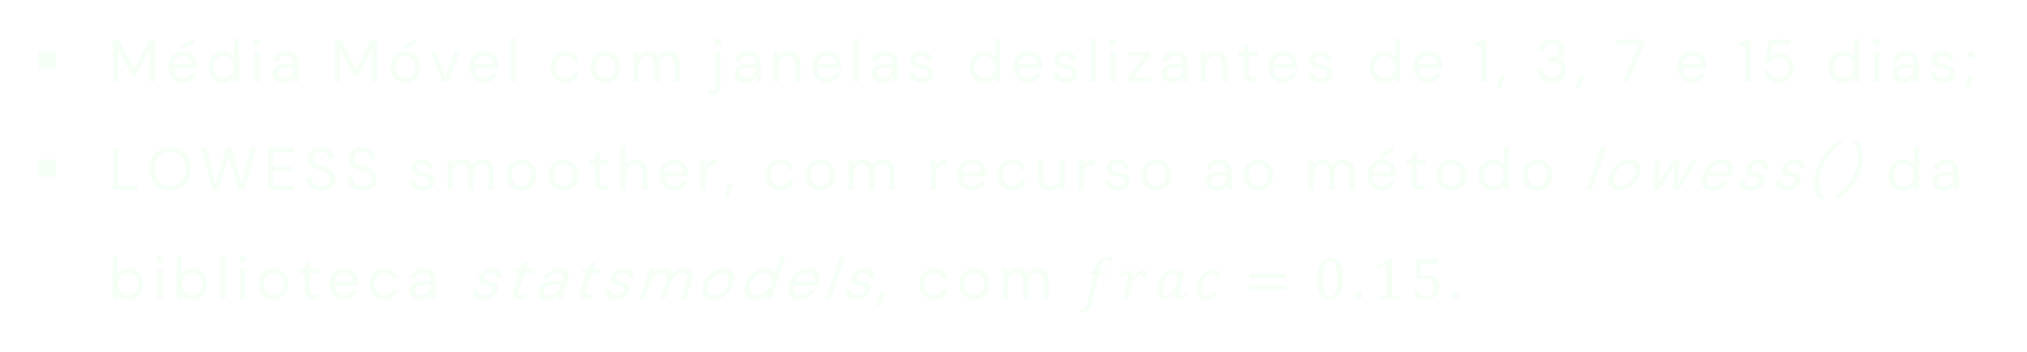 ▪ Média Móvel com janelas deslizantes de 1, 3, 7 e 15 dias;
▪ LOWESS smoother, com recurso ao método lowess() da
biblioteca statsmodels, com frac = 0.15.